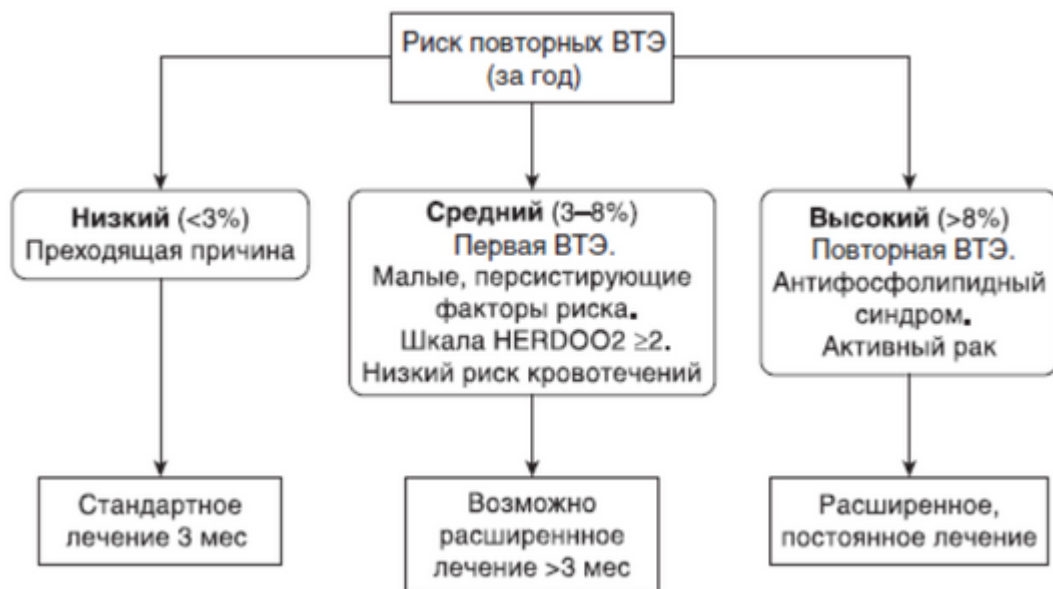 Риск повторных ВТЭ
(за год)
Низкий (<3%)
Преходящая причина
Средний (3–8%)
Первая ВТЭ.
Малые, персистирующие
факторы риска.
Шкала HERDOO2 ≥2.
Низкий риск кровотечений
Высокий (>8%)
Повторная ВТЭ.
Антифосфолипидный
синдром.
Активный рак
Стандартное
лечение 3 мес
Возможно
расширеннное
лечение >3 мес
Расширенное,
постоянное лечение